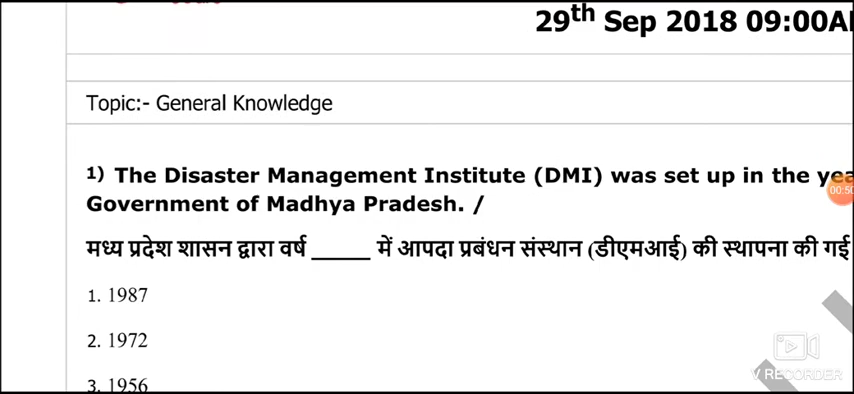 29th Sep 2018 09:00A
Topic:- General Knowledge
1) The Disaster Management Institute (DMI) was set up in the
Government of Madhya Pradesh. /
मध्य प्रदेश शासन द्वारा वर्ष _____ में आपदा प्रबंधन संस्थान (डीएमआई) की स्थापना की गई
00:50
1. 1987
2. 1972
3. 1956
V RECORDER